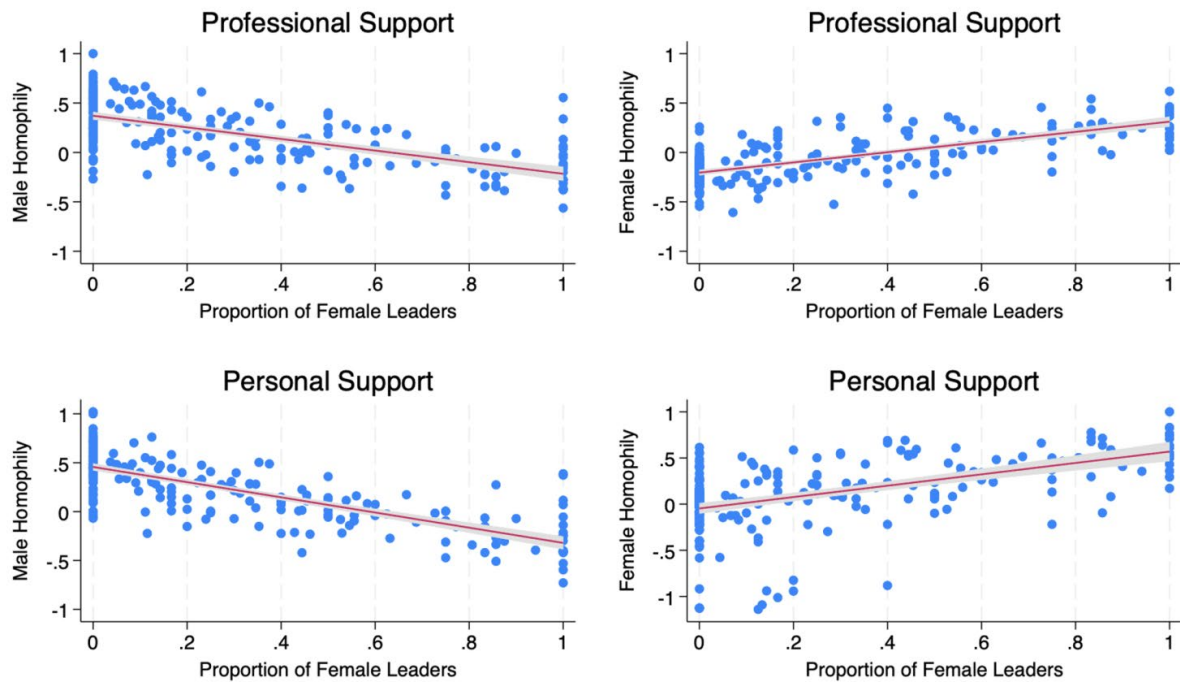 Professional Support
Male Homophily
1
.5
0
-.5
-1
0 .2 .4 .6 .8 1
Proportion of Female Leaders
Professional Support
Female Homophily
1
.5
0
-.5
-1
0 .2 .4 .6 .8 1
Proportion of Female Leaders
Personal Support
Male Homophily
1
.5
0
-.5
-1
0 .2 .4 .6 .8 1
Proportion of Female Leaders
Personal Support
Female Homophily
1
.5
0
-.5
-1
0 .2 .4 .6 .8 1
Proportion of Female Leaders